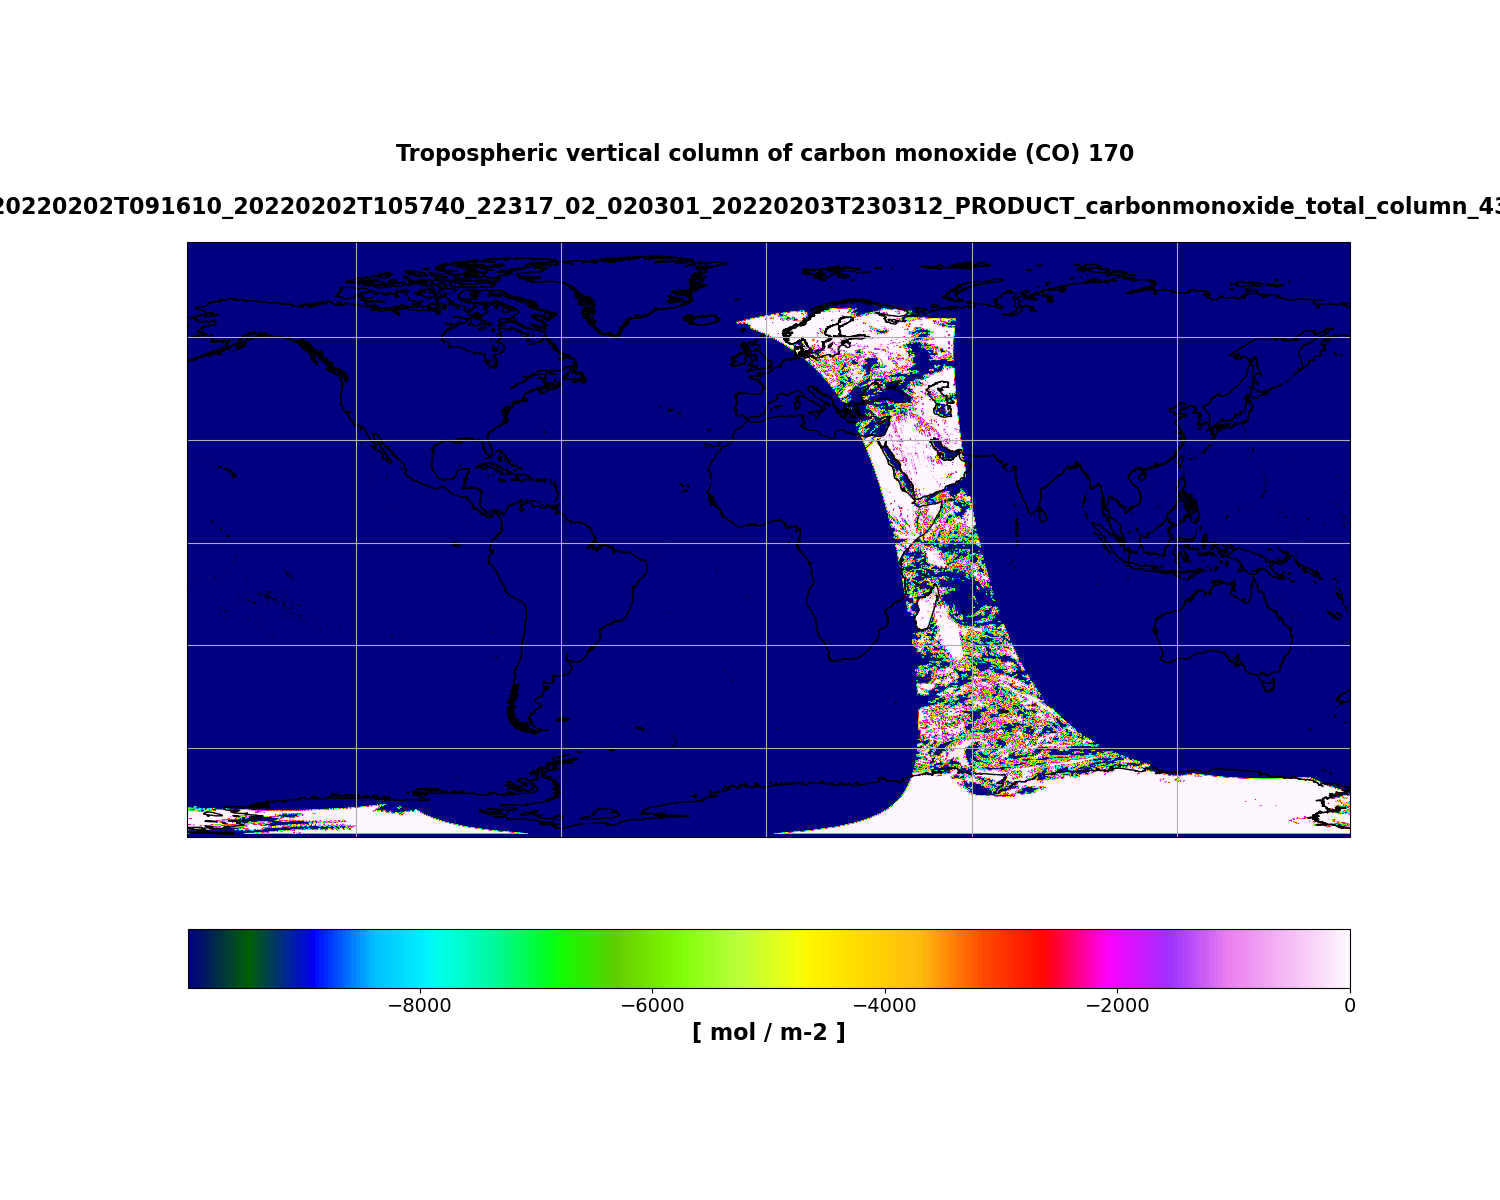 Tropospheric vertical column of carbon monoxide (CO) 170
20220202T091610_20220202T105740_22317_02_020301_20220203T230312_PRODUCT_carbonmonoxide_total_column_43
−8000 −6000 −4000 −2000 0
[ mol / m-2 ]